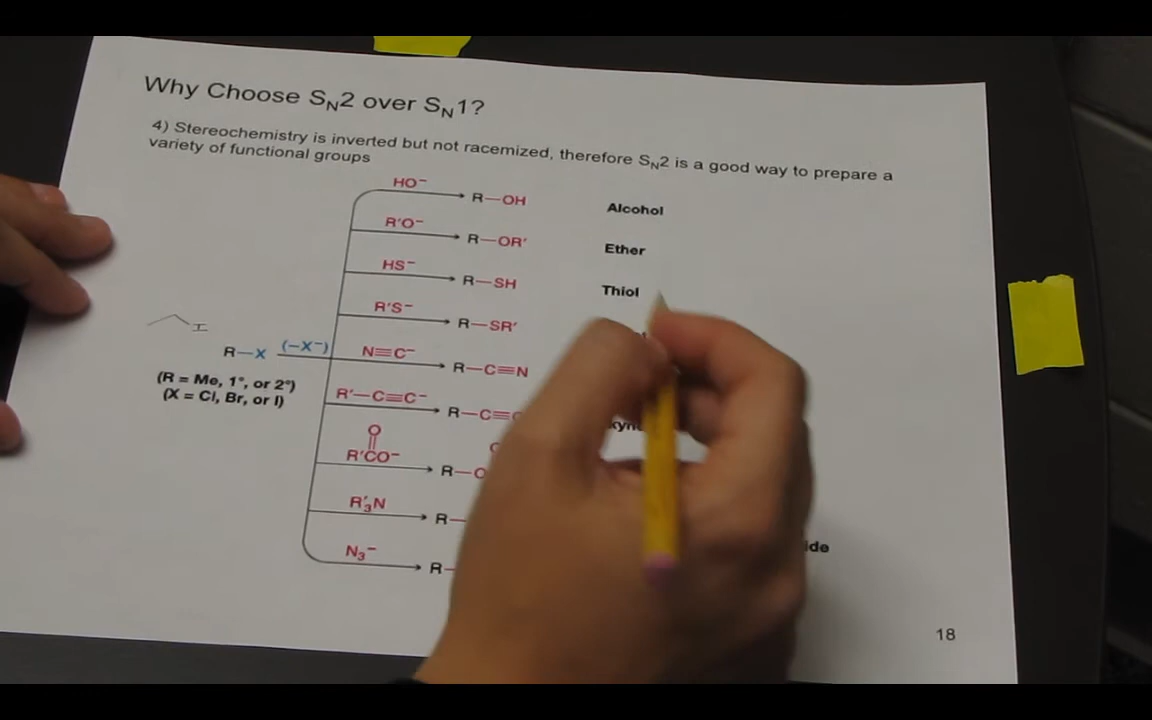 Why Choose SN2 over SN1?
4) Stereochemistry is inverted but not racemized, therefore SN2 is a good way to prepare a
variety of functional groups
HO⁻ R—OH Alcohol
R'O⁻ R—OR' Ether
HS⁻ R—SH Thiol
R'S⁻ R—SR'
I
R—X (—X⁻) N≡C⁻ R—C≡N
(R = Me, 1°, or 2°)
(X = Cl, Br, or I)
R'—C≡C⁻ R—C≡
O
R'CO⁻ R—O
R'₃N R—
N₃⁻ R—
18